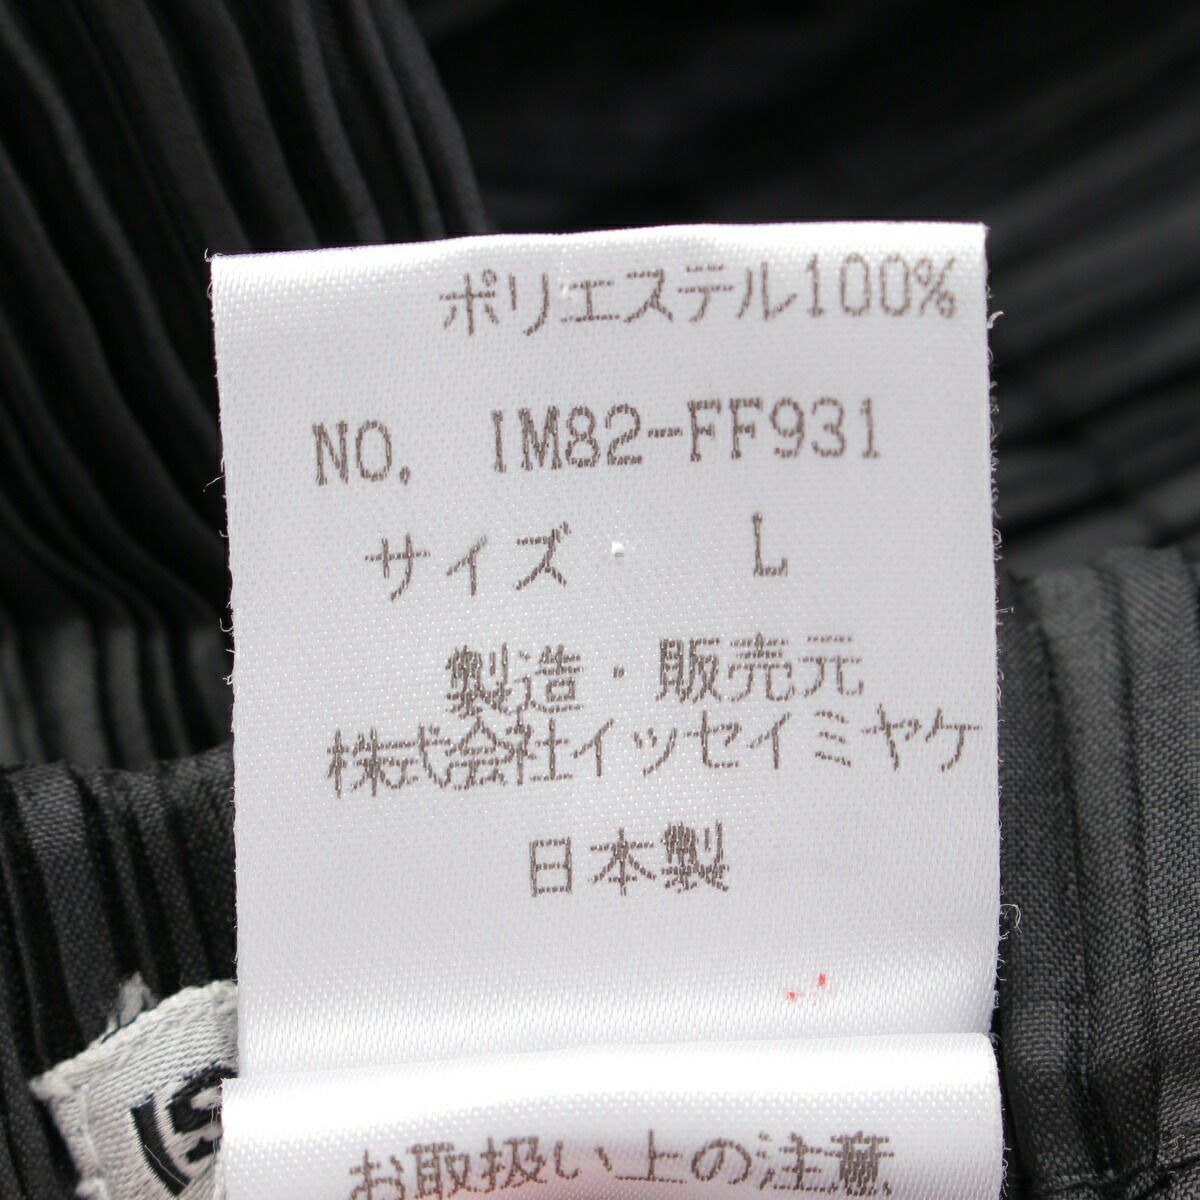 ポリエステル100%
NO. IM82-FF931
サイズ L
製造・販売元
株式会社イッセイミヤケ
日本製
お取扱い上の注意